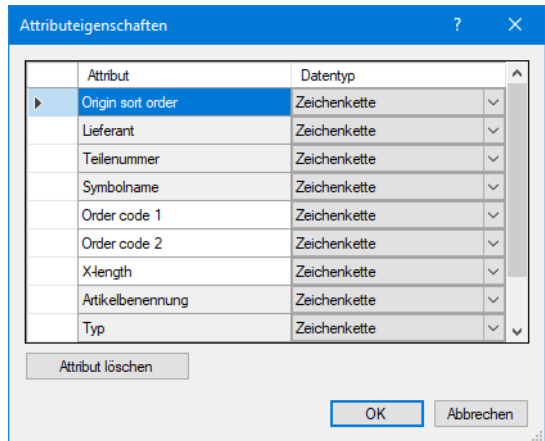 Attributeigenschaften ?
Attribut Datentyp
Origin sort order Zeichenkette
Lieferant Zeichenkette
Teilenummer Zeichenkette
Symbolname Zeichenkette
Order code 1 Zeichenkette
Order code 2 Zeichenkette
X-length Zeichenkette
Artikelbenennung Zeichenkette
Typ Zeichenkette
Attribut löschen
OK Abbrechen